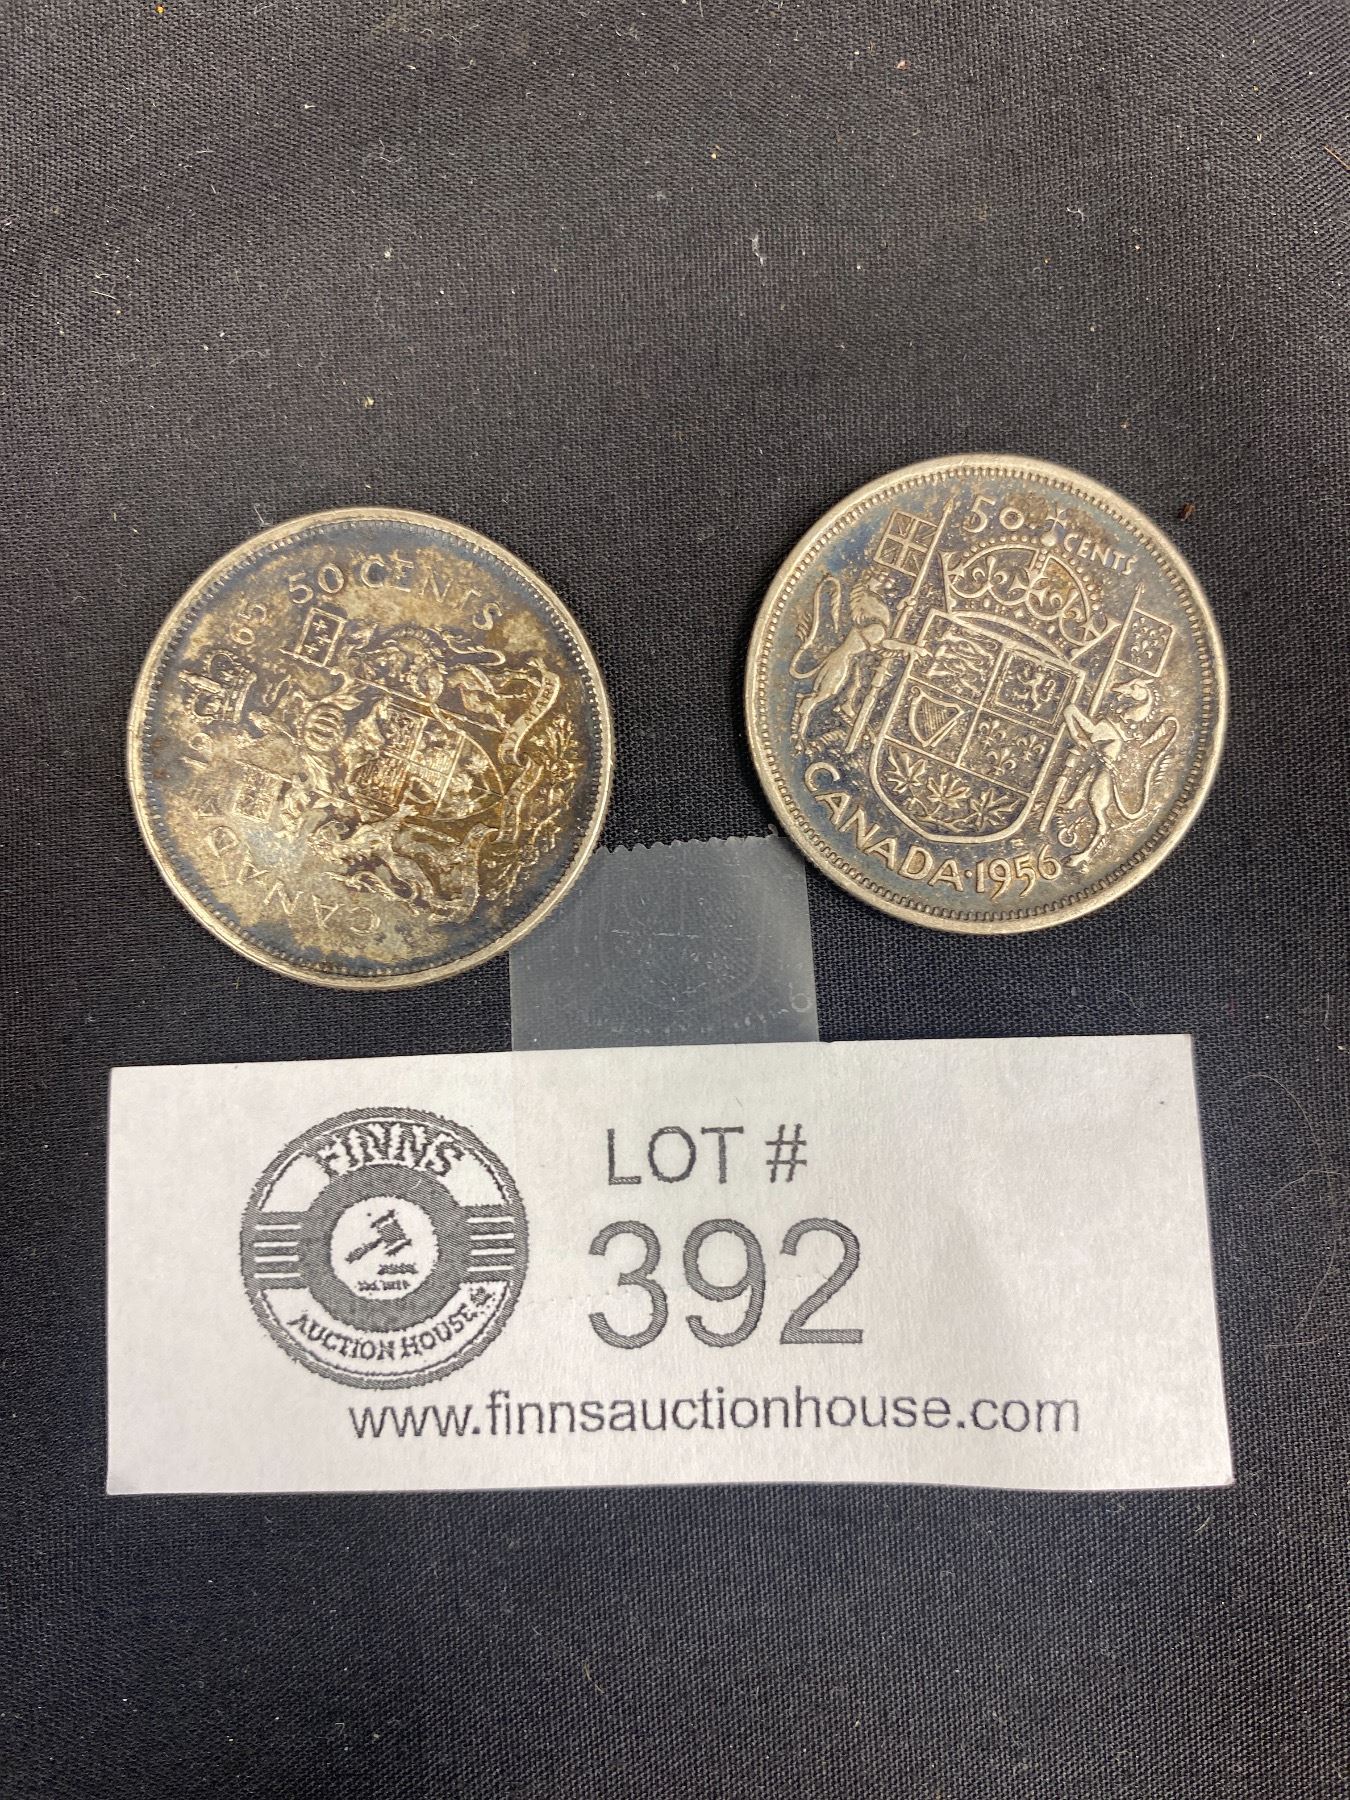 CANADA 1965 50 CENTS
50 CENTS
CANADA·1956
FINNS
AUCTION HOUSE
LOT #
392
www.finnsauctionhouse.com